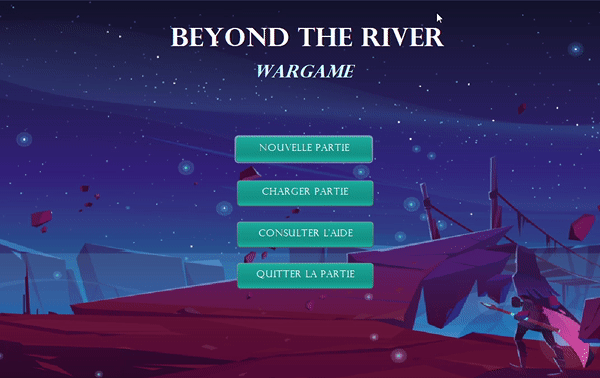 BEYOND THE RIVER
WARGAME
NOUVELLE PARTIE
CHARGER PARTIE
CONSULTER L'AIDE
QUITTER LA PARTIE